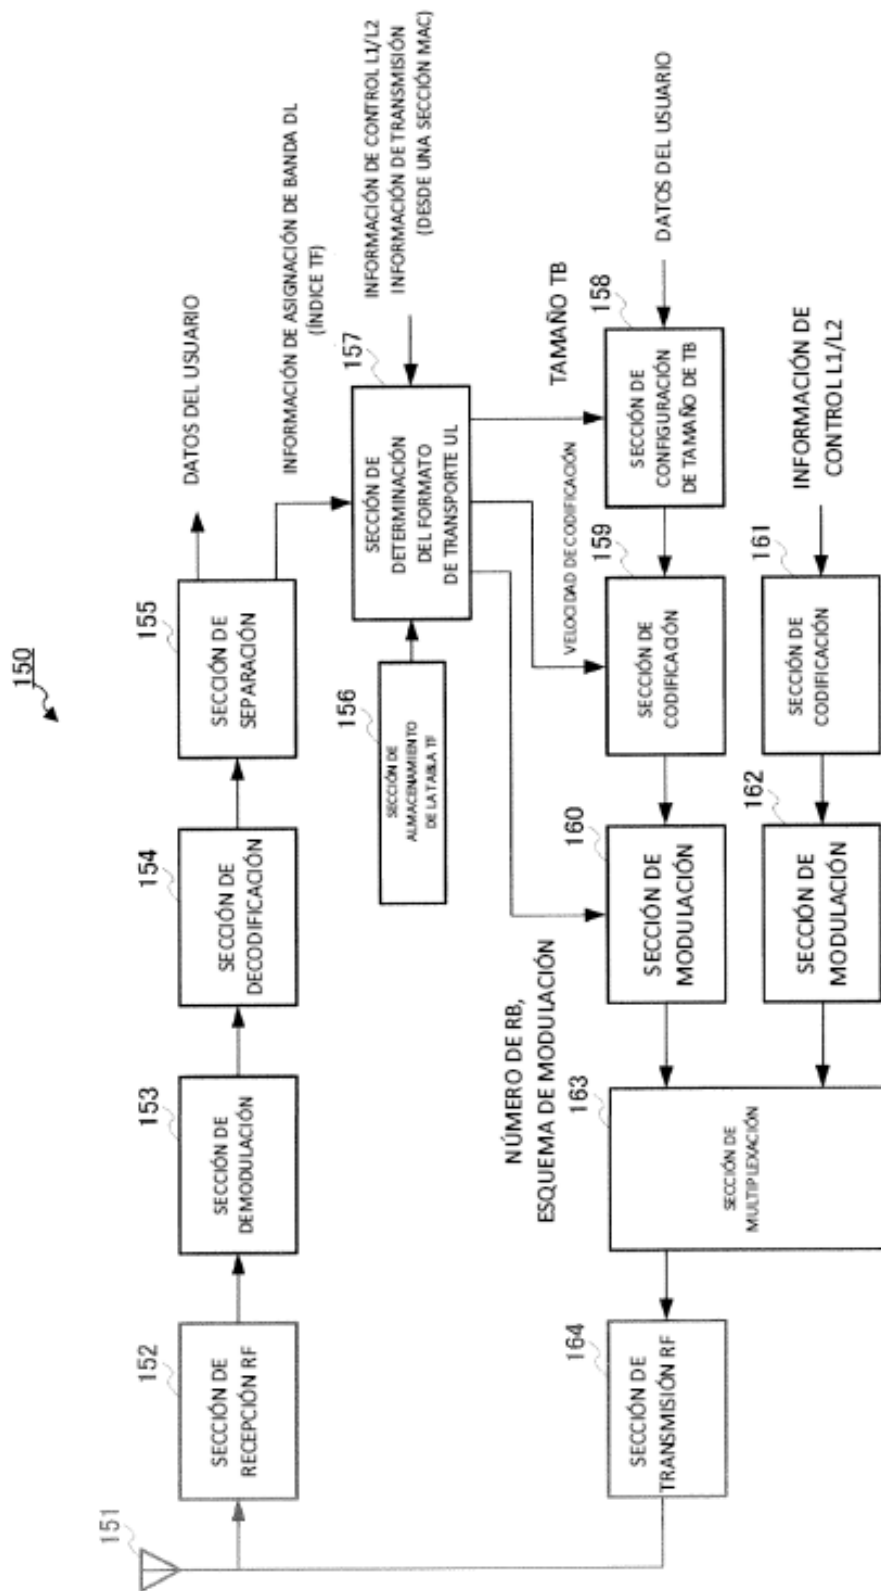 150
151
152
SECCIÓN DE
RECEPCIÓN RF
153
SECCIÓN DE
DEMODULACIÓN
154
SECCIÓN DE
DECODIFICACIÓN
155
SECCIÓN DE
SEPARACIÓN
DATOS DEL USUARIO
INFORMACIÓN DE ASIGNACIÓN DE BANDA DL
(ÍNDICE TF)
156
SECCIÓN DE
ALMACENAMIENTO
DE LA TABLA TF
157
SECCIÓN DE
DETERMINACIÓN
DEL FORMATO
DE TRANSPORTE UL
INFORMACIÓN DE CONTROL L1/L2
INFORMACIÓN DE TRANSMISIÓN
(DESDE UNA SECCIÓN MAC)
NÚMERO DE RB,
ESQUEMA DE MODULACIÓN
VELOCIDAD DE CODIFICACIÓN
TAMAÑO TB
164
SECCIÓN DE
TRANSMISIÓN RF
163
SECCIÓN DE
MULTIPLEXACIÓN
160
SECCIÓN DE
MODULACIÓN
159
SECCIÓN DE
CODIFICACIÓN
158
SECCIÓN DE
CONFIGURACIÓN
DE TAMAÑO DE TB
DATOS DEL USUARIO
162
SECCIÓN DE
MODULACIÓN
161
SECCIÓN DE
CODIFICACIÓN
INFORMACIÓN DE
CONTROL L1/L2